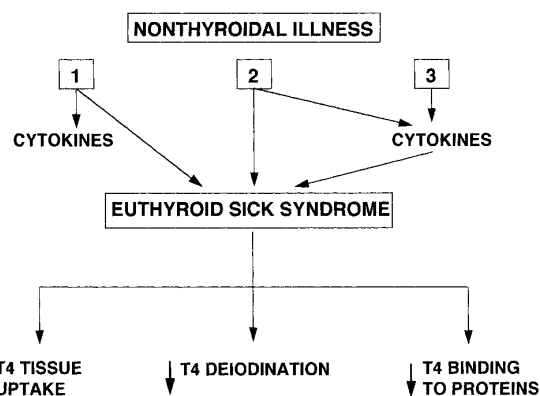 NONTHYROIDAL ILLNESS
1
2
3
CYTOKINES
CYTOKINES
EUTHYROID SICK SYNDROME
T4 TISSUE
UPTAKE
T4 DEIODINATION
T4 BINDING
TO PROTEINS